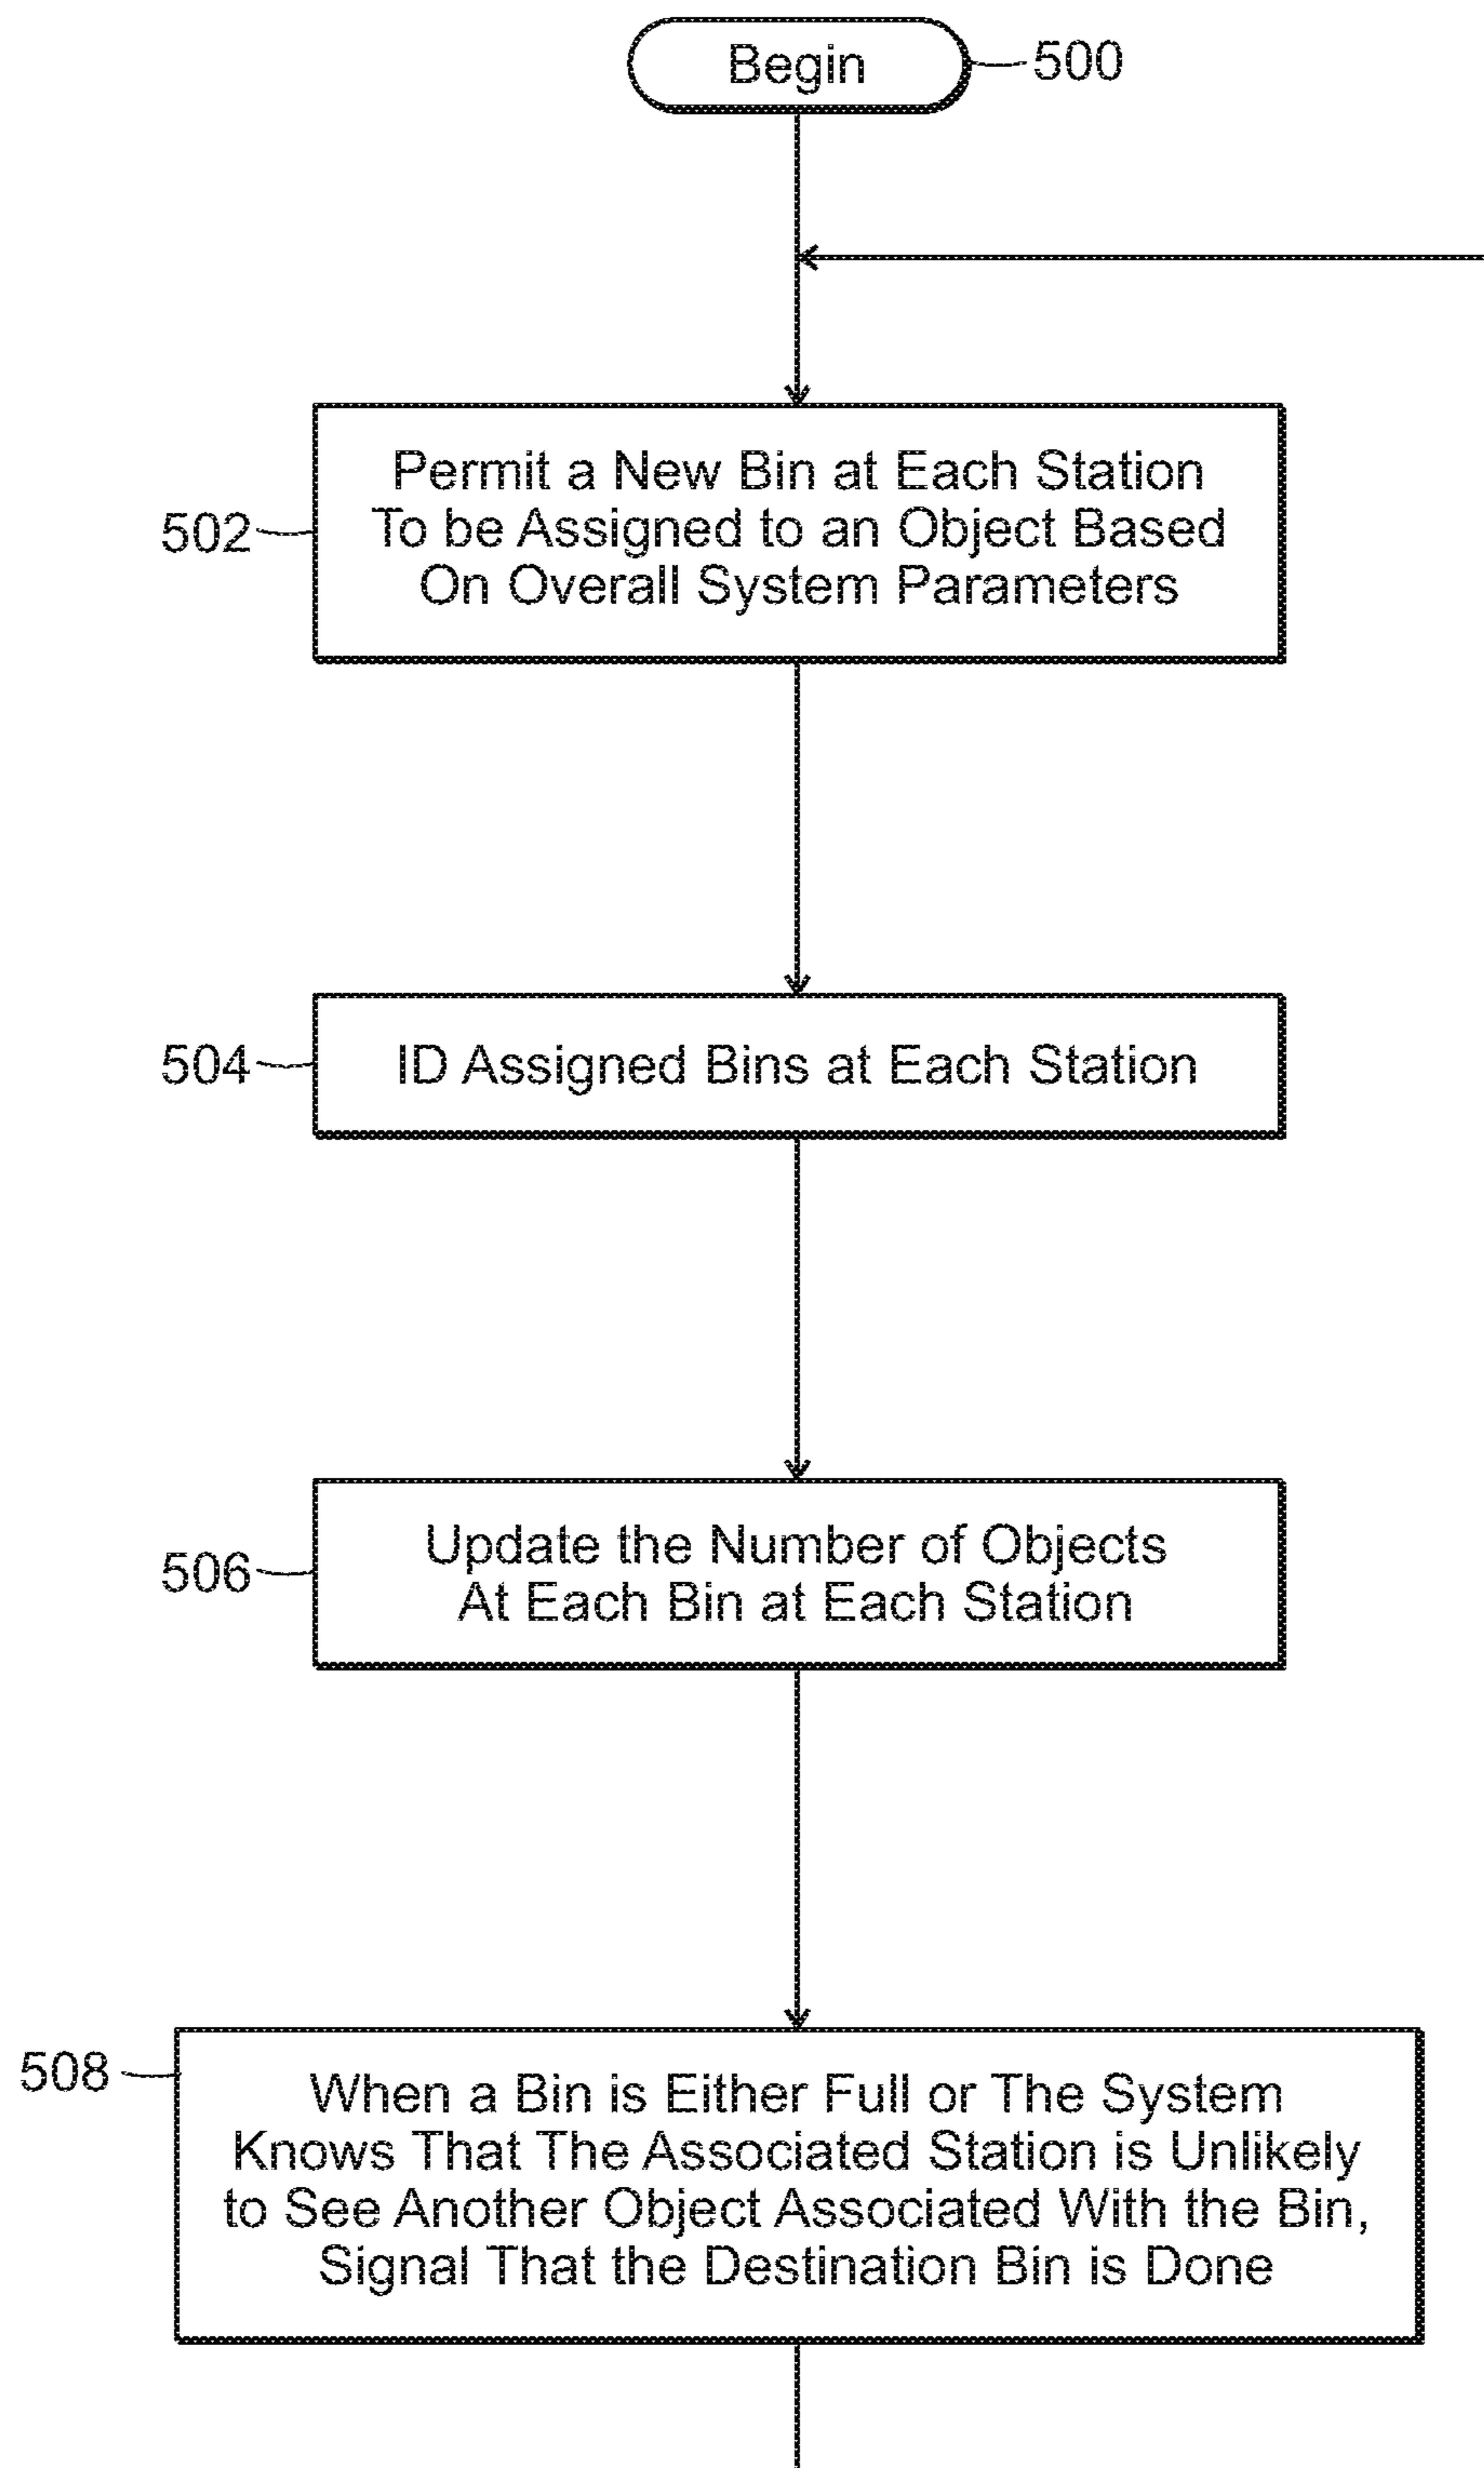 Begin
500
Permit a New Bin at Each Station
To be Assigned to an Object Based
On Overall System Parameters
502
ID Assigned Bins at Each Station
504
Update the Number of Objects
At Each Bin at Each Station
506
508
When a Bin is Either Full or The System
Knows That The Associated Station is Unlikely
to See Another Object Associated With the Bin,
Signal That the Destination Bin is Done